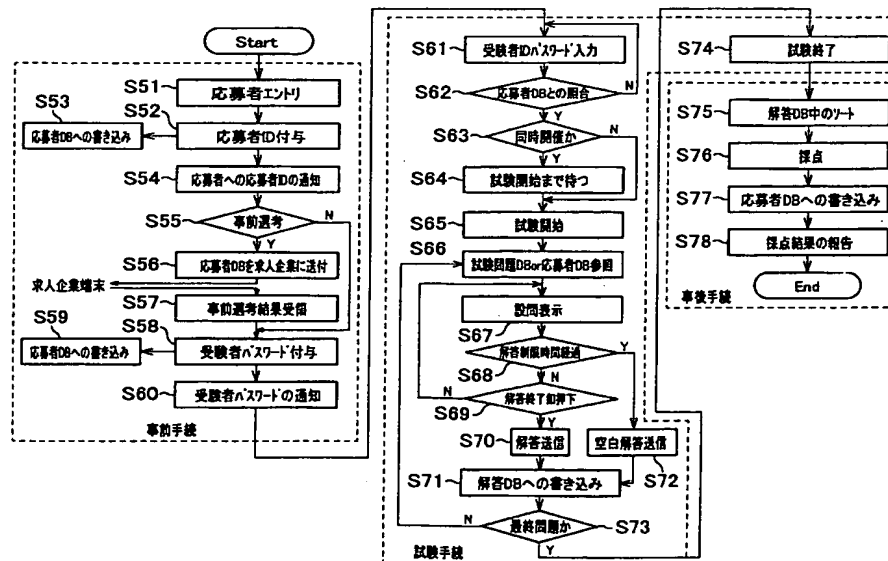 Start
S51
応募者エントリ
S52
応募者ID付与
S53
応募者DBへの書き込み
S54
応募者への応募者IDの通知
S55
事前選考
N
Y
S56
応募者DBを求人企業に送付
求人企業端末
S57
事前選考結果受領
S58
受験者パスワード付与
S59
応募者DBへの書き込み
S60
受験者パスワードの通知
事前手続
S61
受験者IDパスワード入力
S62
応募者DBとの照合
N
Y
S63
同時開催か
N
Y
S64
試験開始まで待つ
S65
試験開始
S66
試験問題DBor応募者DB参照
設問表示
S67
解答制限時間経過
Y
S68
N
解答終了釦押下
N
S69
Y
S70
解答送信
空白解答送信
S72
S71
解答DBへの書き込み
最終問題か
N
S73
Y
試験手続
S74
試験終了
S75
解答DB中のソート
S76
採点
S77
応募者DBへの書き込み
S78
採点結果の報告
End
事後手続